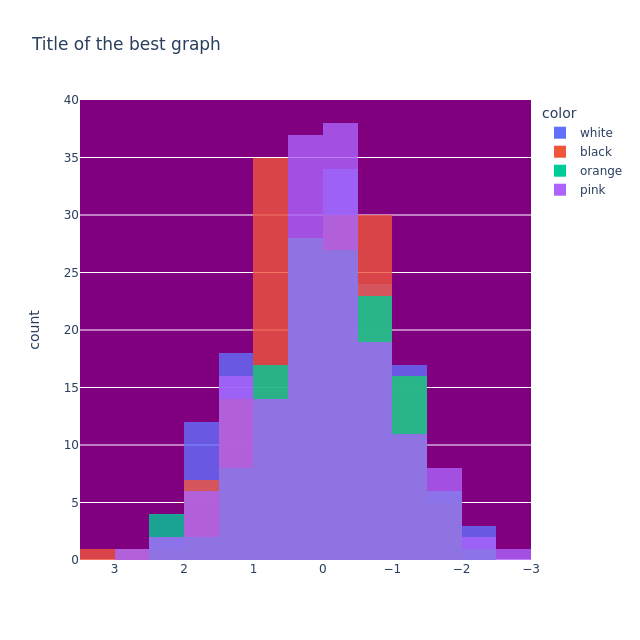 Title of the best graph
color
white
black
orange
pink
count
40
35
30
25
20
15
10
5
0
3 2 1 0 −1 −2 −3